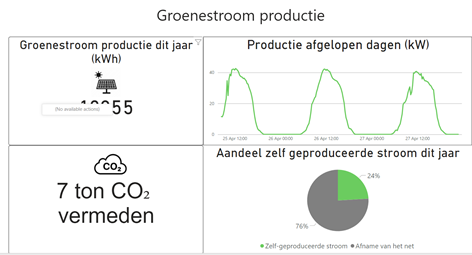 Groenestroom productie
Groenestroom productie dit jaar
(kWh)
(No available actions)
Productie afgelopen dagen (kW)
40
20
0
25 Apr 12:00
26 Apr 00:00
26 Apr 12:00
27 Apr 00:00
27 Apr 12:00
CO₂
7 ton CO₂
vermeden
Aandeel zelf geproduceerde stroom dit jaar
24%
76%
Zelf-geproduceerde stroom
Afname van het net